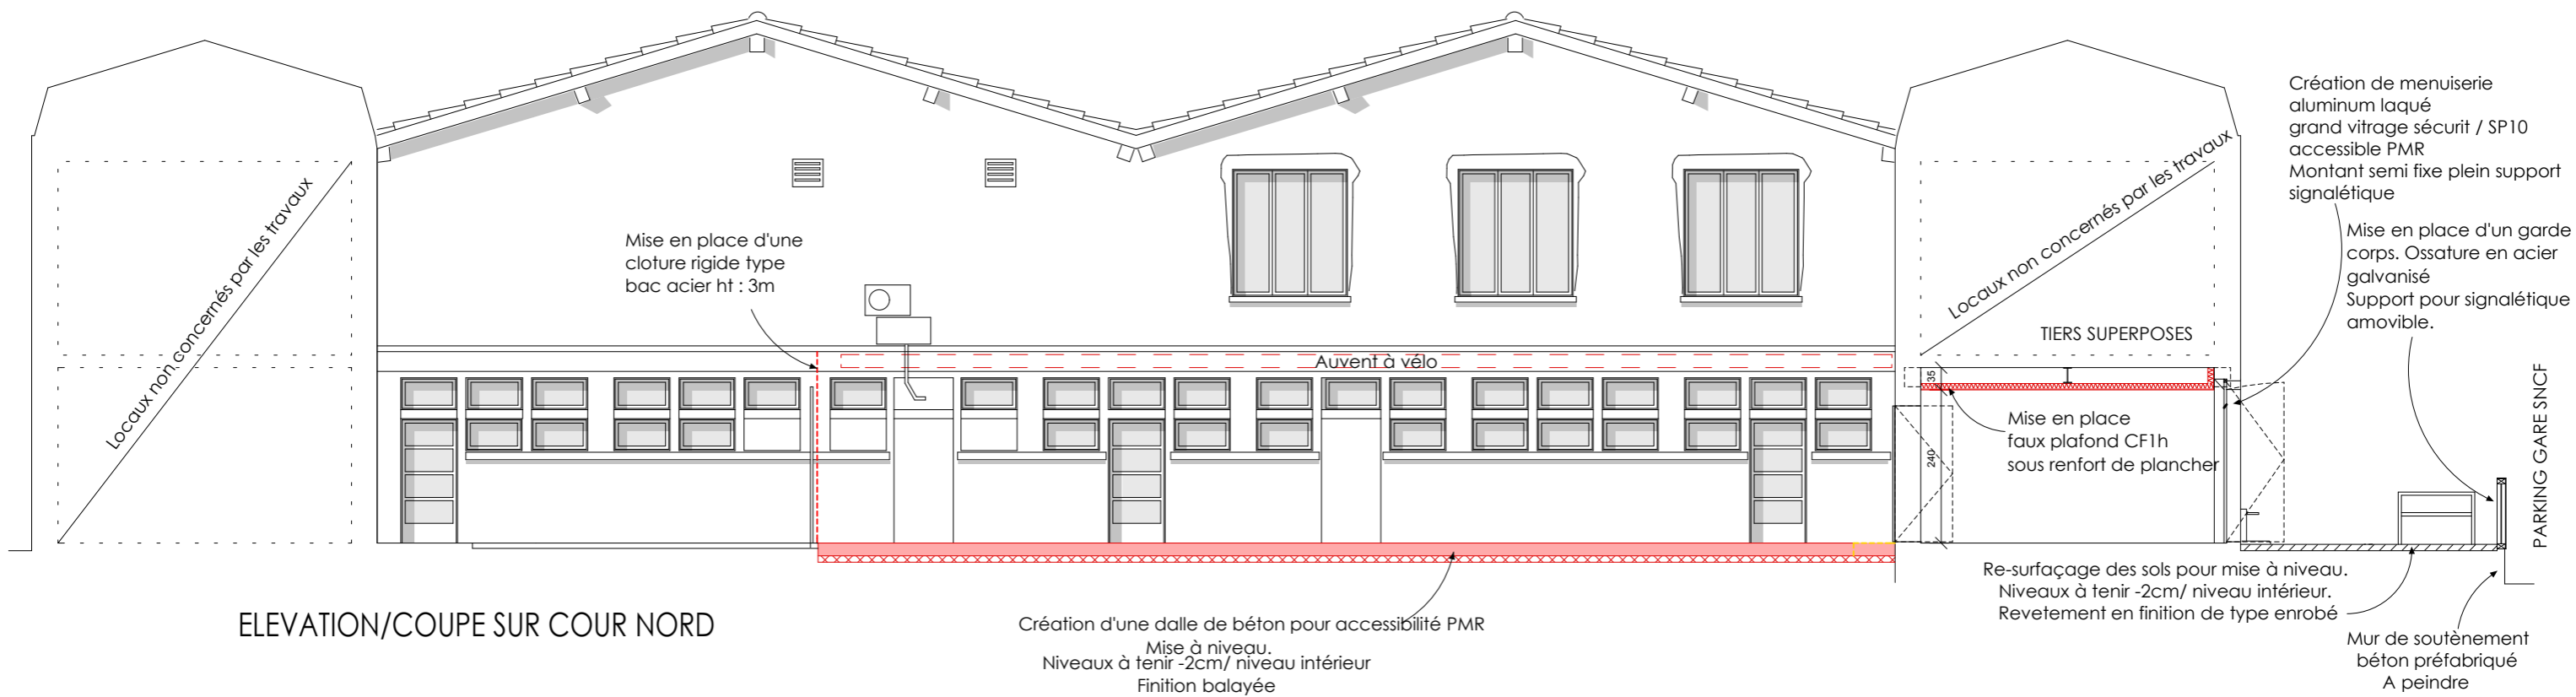 Locaux non concernés par les travaux
Mise en place d'une
cloture rigide type
bac acier ht : 3m
Auvent à vélo
Locaux non concernés par les travaux
TIERS SUPERPOSES
35
240
Mise en place
faux plafond CF1h
sous renfort de plancher
Création de menuiserie
aluminum laqué
grand vitrage sécurit / SP10
accessible PMR
Montant semi fixe plein support
signalétique
Mise en place d'un garde
corps. Ossature en acier
galvanisé
Support pour signalétique
amovible.
PARKING GARE SNCF
Re-surfaçage des sols pour mise à niveau.
Niveaux à tenir -2cm/ niveau intérieur.
Revetement en finition de type enrobé
Mur de soutènement
béton préfabriqué
A peindre
ELEVATION/COUPE SUR COUR NORD
Création d'une dalle de béton pour accessibilité PMR
Mise à niveau.
Niveaux à tenir -2cm/ niveau intérieur
Finition balayée